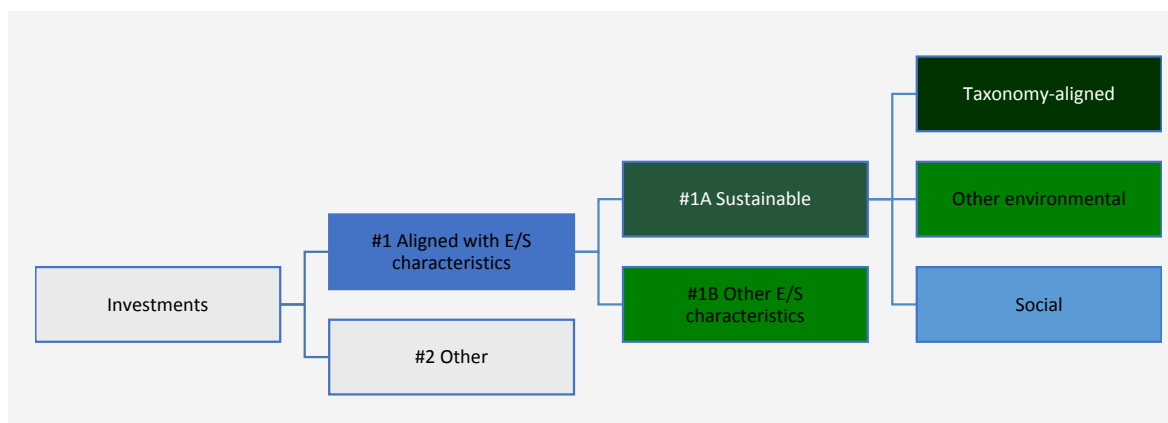 Investments
#1 Aligned with E/S
characteristics
#2 Other
#1A Sustainable
#1B Other E/S
characteristics
Taxonomy-aligned
Other environmental
Social